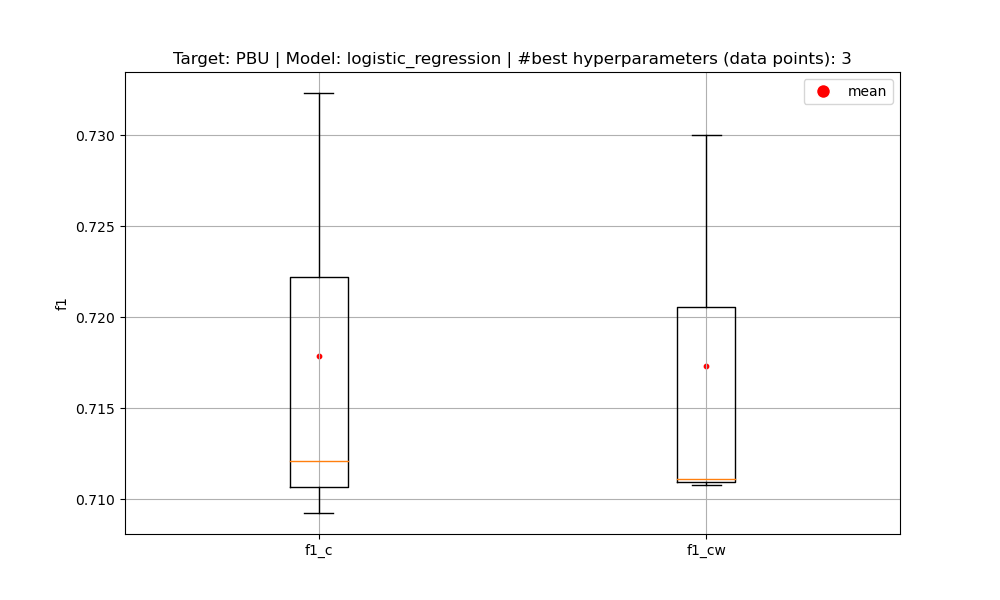 Target: PBU | Model: logistic_regression | #best hyperparameters (data points): 3
mean
0.730
0.725
0.720
0.715
0.710
f1
f1_c
f1_cw